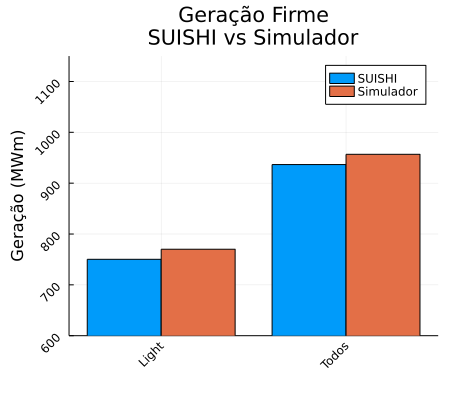 Geração Firme
SUISHI vs Simulador
SUISHI
Simulador
Geração (MWm)
1100
1000
900
800
700
600
Light
Todos